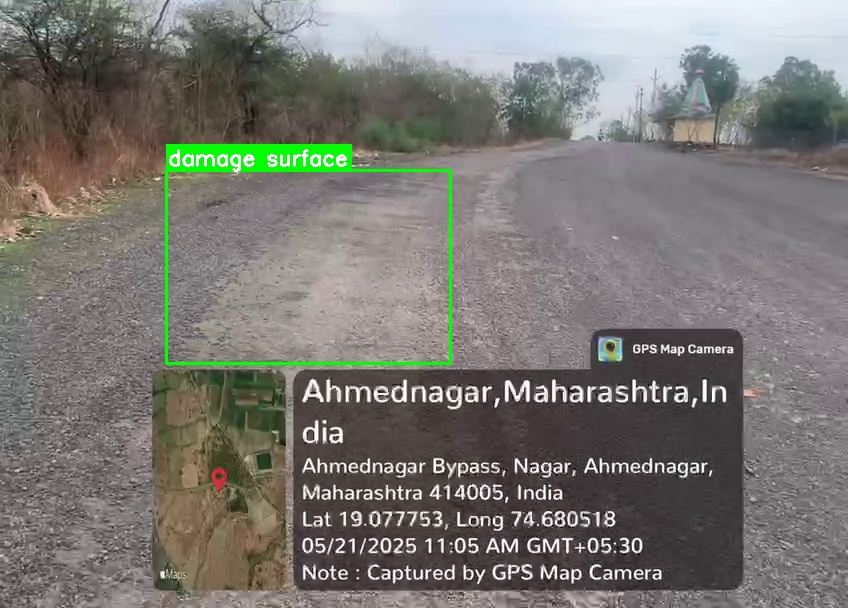 damage surface
GPS Map Camera
Ahmednagar,Maharashtra,In
dia
Ahmednagar Bypass, Nagar, Ahmednagar,
Maharashtra 414005, India
Lat 19.077753, Long 74.680518
05/21/2025 11:05 AM GMT+05:30
Note : Captured by GPS Map Camera
Maps